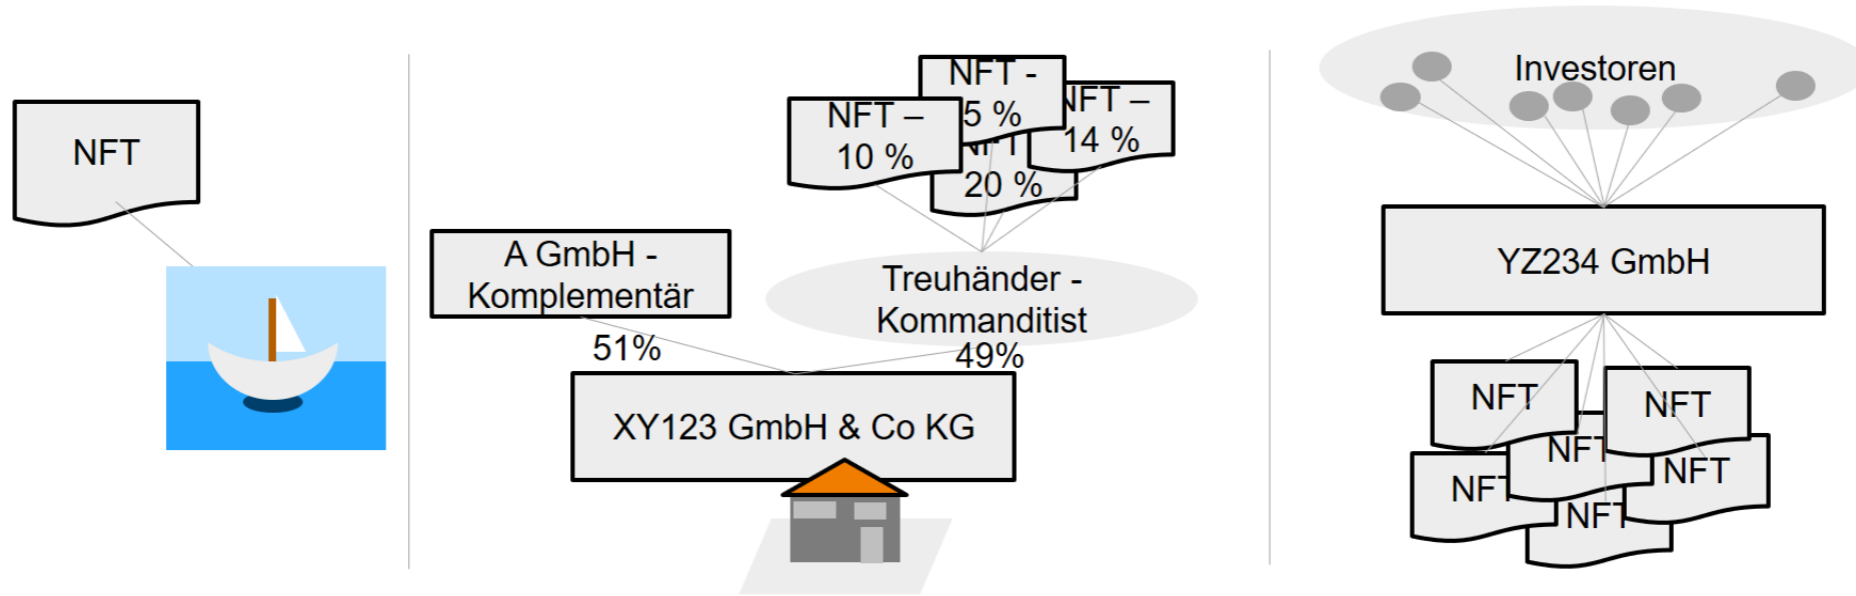 NFT
NFT -
5 %
NFT –
10 %
NFT –
14 %
NFT
20 %
A GmbH -
Komplementär
Treuhänder -
Kommanditist
51%
49%
XY123 GmbH & Co KG
Investoren
YZ234 GmbH
NFT
NFT
NFT
NFT
NFT
NFT